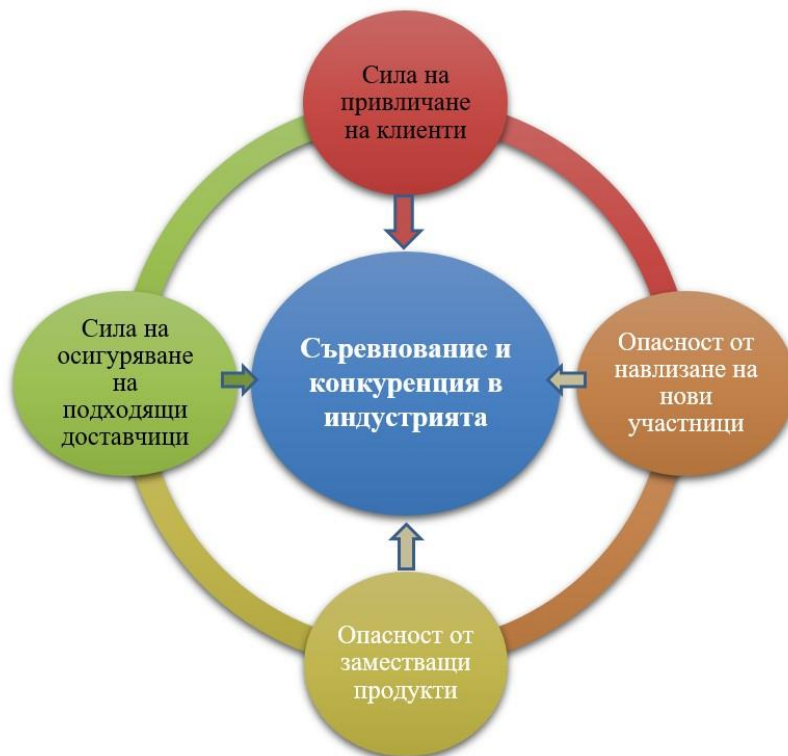 Сила на
привличане
на клиенти
Сила на
осигуряване
на
подходящи
доставчици
Съревнование и
конкуренция в
индустрията
Опасност от
навлизане на
нови
участници
Опасност от
заместващи
продукти